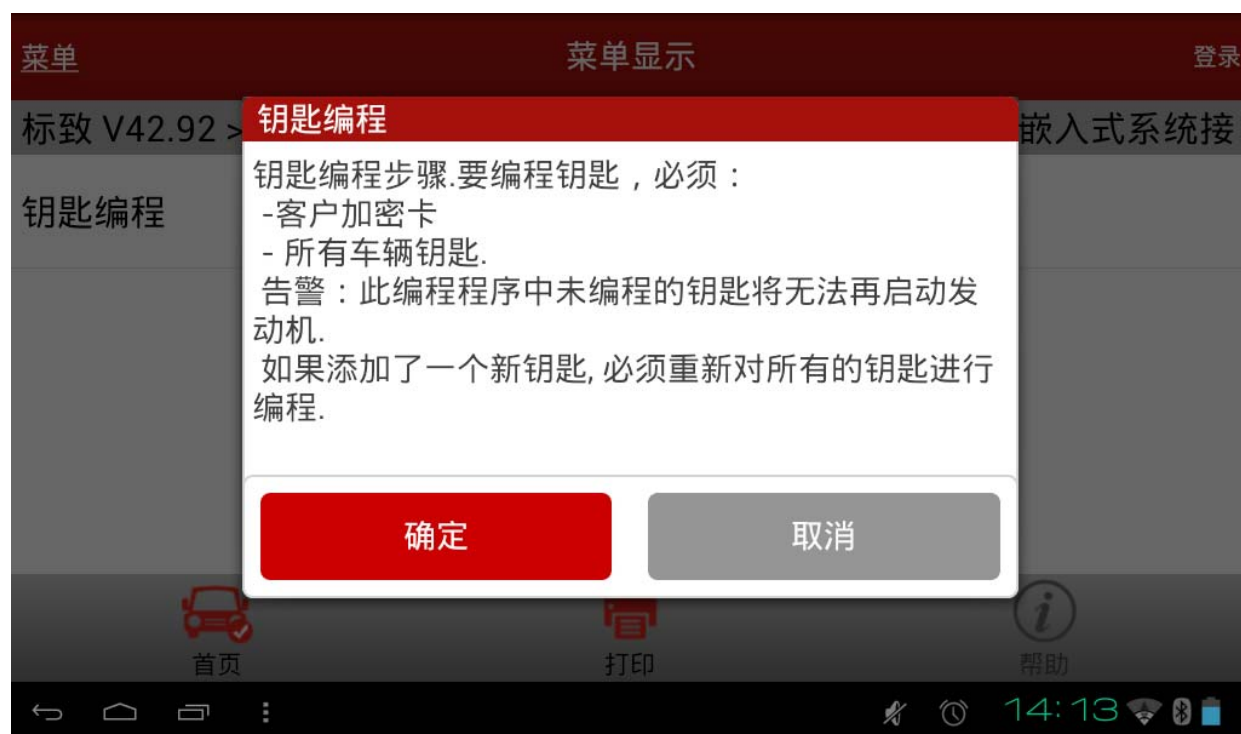 菜单
菜单显示
登录
标致 V42.92 >
嵌入式系统接
钥匙编程
钥匙编程
钥匙编程步骤.要编程钥匙，必须：
-客户加密卡
- 所有车辆钥匙.
告警：此编程程序中未编程的钥匙将无法再启动发
动机.
如果添加了一个新钥匙, 必须重新对所有的钥匙进行
编程.
确定
取消
首页
打印
帮助
14:13